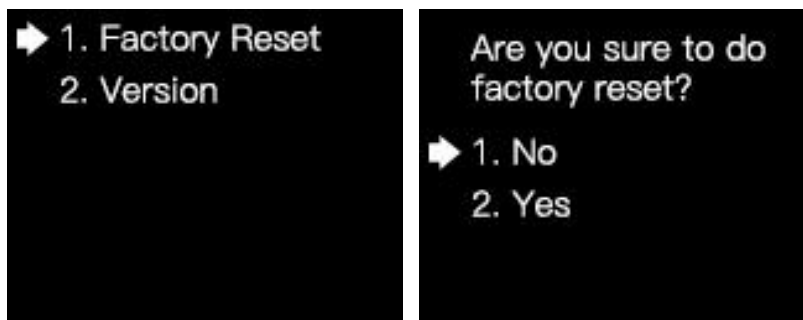 1. Factory Reset
2. Version
Are you sure to do
factory reset?
1. No
2. Yes